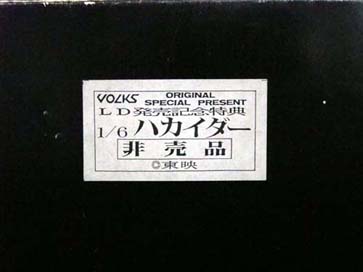 VOLKS ORIGINAL
SPECIAL PRESENT
LD発売記念特典
1/6 ハカイダー
非売品
©東映